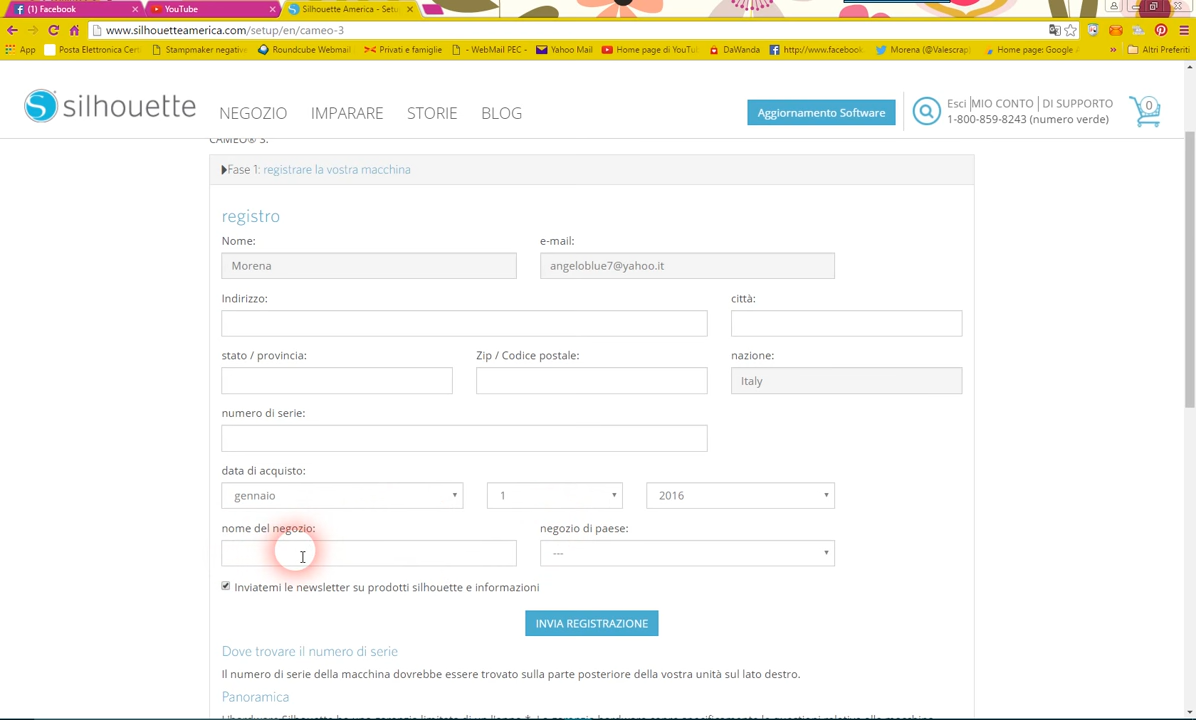 (1) Facebook × YouTube × Silhouette America - Setu ×
www.silhouetteamerica.com/setup/en/cameo-3
App Posta Elettronica Cert Stampmaker negative Roundcube Webmail Privati e famiglie - WebMail PEC - Yahoo Mail Home page di YouTu DaWanda http://www.facebook. Morena (@Valescrap Home page: Google A » Altri Preferiti
silhouette NEGOZIO IMPARARE STORIE BLOG Aggiornamento Software Esci MIO CONTO DI SUPPORTO 0
1-800-859-8243 (numero verde)
CAMEO® 3.
Fase 1: registrare la vostra macchina
registro
Nome: e-mail:
Morena angeloblue7@yahoo.it
Indirizzo: città:
stato / provincia: Zip / Codice postale: nazione:
Italy
numero di serie:
data di acquisto:
gennaio 1 2016
nome del negozio: negozio di paese:
---
Inviatemi le newsletter su prodotti silhouette e informazioni
INVIA REGISTRAZIONE
Dove trovare il numero di serie
Il numero di serie della macchina dovrebbe essere trovato sulla parte posteriore della vostra unità sul lato destro.
Panoramica